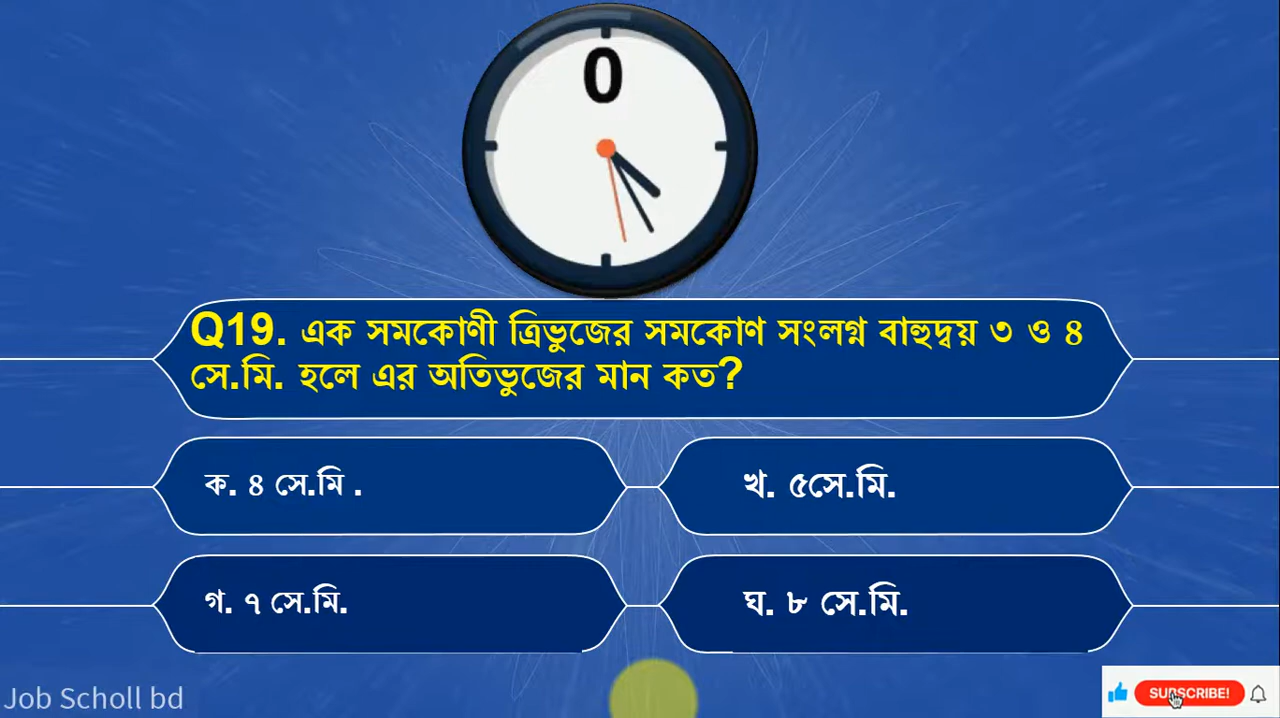 0
Q19. এক সমকোণী ত্রিভুজের সমকোণ সংলগ্ন বাহুদ্বয় ৩ ও ৪
সে.মি. হলে এর অতিভুজের মান কত?
ক. ৪ সে.মি .
খ. ৫সে.মি.
গ. ৭ সে.মি.
ঘ. ৮ সে.মি.
Job Scholl bd
SUBSCRIBE!